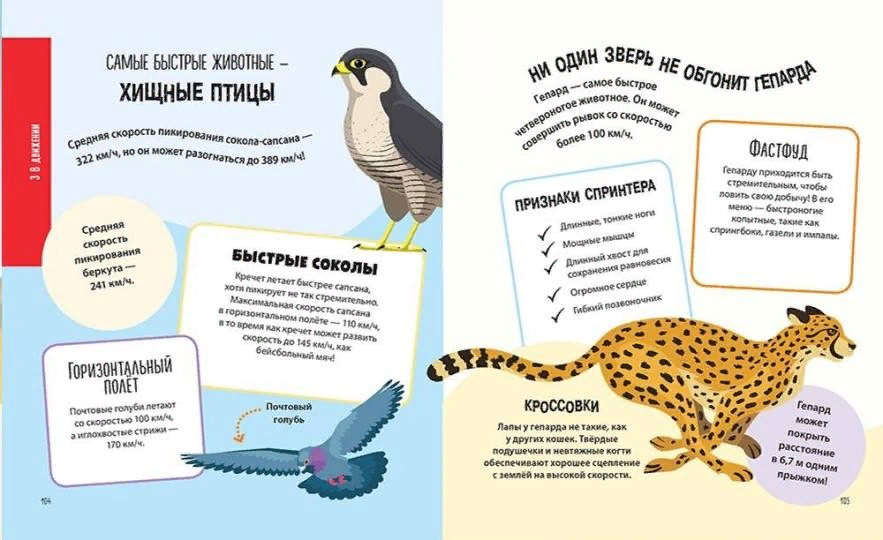 3 В ДВИЖЕНИИ
САМЫЕ БЫСТРЫЕ ЖИВОТНЫЕ –
ХИЩНЫЕ ПТИЦЫ
Средняя скорость пикирования сокола-сапсана —
322 км/ч, но он может разогнаться до 389 км/ч!
Средняя
скорость
пикирования
беркута —
241 км/ч.
БЫСТРЫЕ СОКОЛЫ
Кречет летает быстрее сапсана,
хотя пикирует не так стремительно.
Максимальная скорость сапсана
в горизонтальном полёте — 110 км/ч,
в то время как кречет может развить
скорость до 145 км/ч, как
бейсбольный мяч!
ГОРИЗОНТАЛЬНЫЙ
ПОЛЁТ
Почтовые голуби летают
со скоростью 100 км/ч,
а иглохвостые стрижи —
170 км/ч.
Почтовый
голубь
104
НИ ОДИН ЗВЕРЬ НЕ ОБГОНИТ ГЕПАРДА
Гепард — самое быстрое
четвероногое животное. Он может
совершить рывок со скоростью
более 100 км/ч.
ПРИЗНАКИ СПРИНТЕРА
Длинные, тонкие ноги
Мощные мышцы
Длинный хвост для
сохранения равновесия
Огромное сердце
Гибкий позвоночник
ФАСТФУД
Гепарду приходится быть
стремительным, чтобы
ловить свою добычу! В его
меню — быстроногие
копытные, такие как
спрингбоки, газели и импалы.
КРОССОВКИ
Лапы у гепарда не такие, как
у других кошек. Твёрдые
подушечки и невтяжные когти
обеспечивают хорошее сцепление
с землёй на высокой скорости.
Гепард
может
покрыть
расстояние
в 6,7 м одним
прыжком!
105